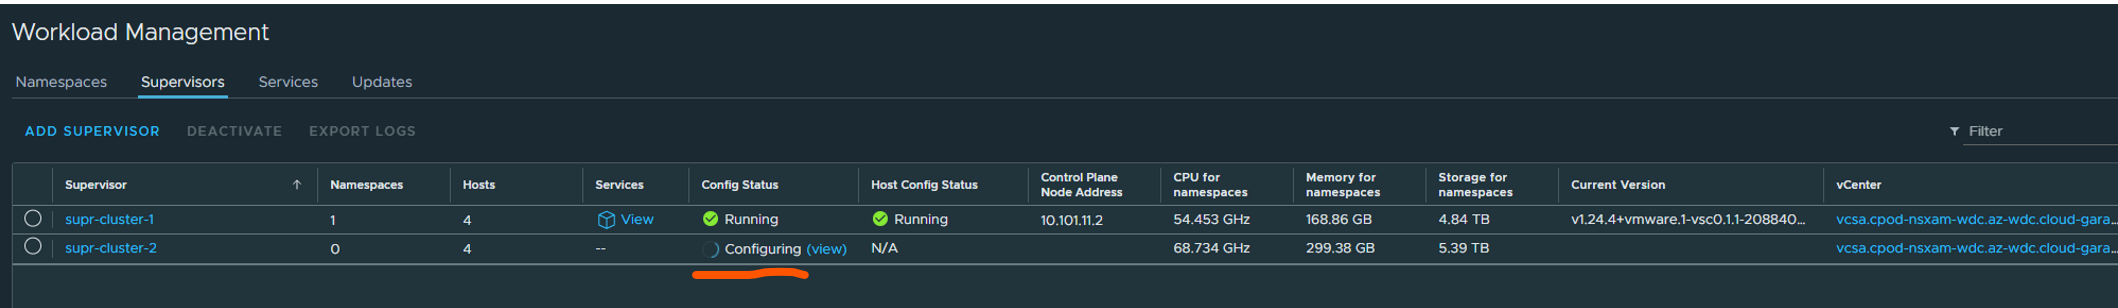 Workload Management
Namespaces Supervisors Services Updates
ADD SUPERVISOR DEACTIVATE EXPORT LOGS
Filter
Supervisor Namespaces Hosts Services Config Status Host Config Status Control Plane Node Address CPU for namespaces Memory for namespaces Storage for namespaces Current Version vCenter
supr-cluster-1 1 4 View Running Running 10.101.11.2 54.453 GHz 168.86 GB 4.84 TB v1.24.4+vmware.1-vsc0.1.1-208840... vcsa.cpod-nsxam-wdc.az-wdc.cloud-gara...
supr-cluster-2 0 4 -- Configuring (view) N/A 68.734 GHz 299.38 GB 5.39 TB vcsa.cpod-nsxam-wdc.az-wdc.cloud-gara...